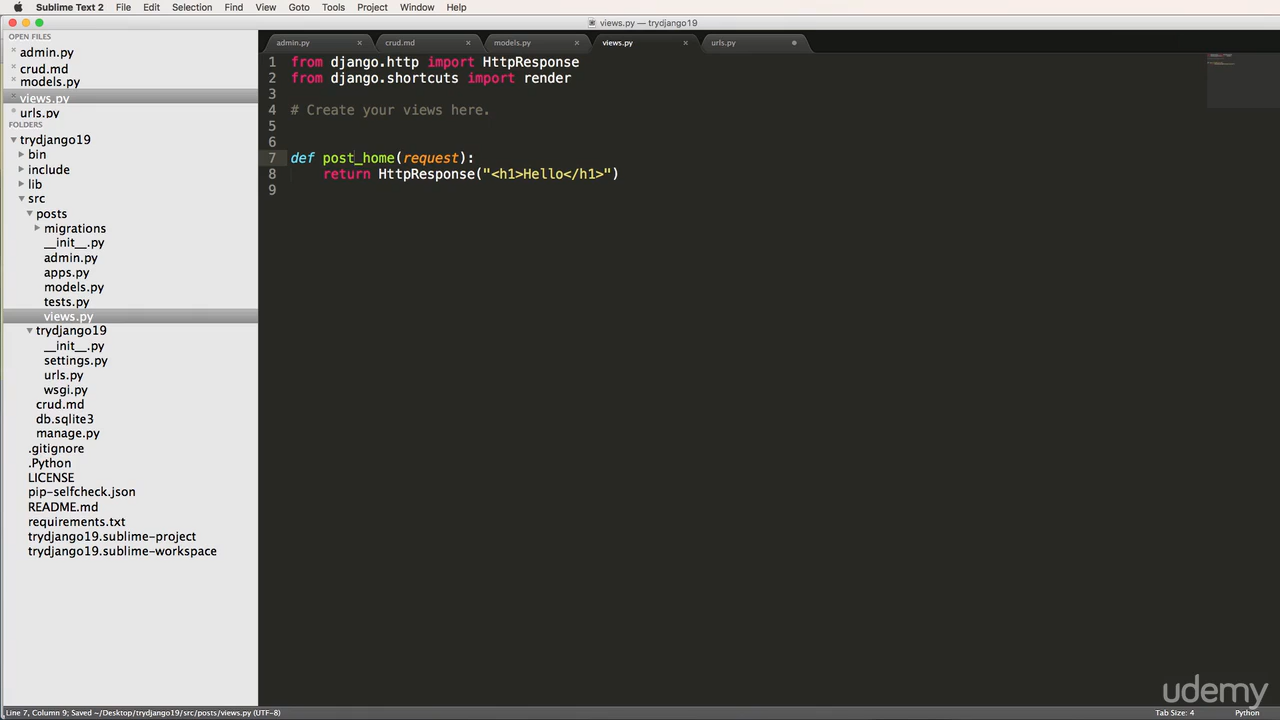 Sublime Text 2 File Edit Selection Find View Goto Tools Project Window Help
views.py — trydjango19
OPEN FILES
admin.py
crud.md
models.py
views.py
urls.py
FOLDERS
trydjango19
bin
include
lib
src
posts
migrations
__init__.py
admin.py
apps.py
models.py
tests.py
views.py
trydjango19
__init__.py
settings.py
urls.py
wsgi.py
crud.md
db.sqlite3
manage.py
.gitignore
.Python
LICENSE
pip-selfcheck.json
README.md
requirements.txt
trydjango19.sublime-project
trydjango19.sublime-workspace
admin.py crud.md models.py views.py urls.py
1 from django.http import HttpResponse
2 from django.shortcuts import render
3
4 # Create your views here.
5
6
7 def post_home(request):
8     return HttpResponse("<h1>Hello</h1>")
9
udemy
Line 7, Column 9; Saved ~/Desktop/trydjango19/src/posts/views.py (UTF-8) Tab Size: 4 Python